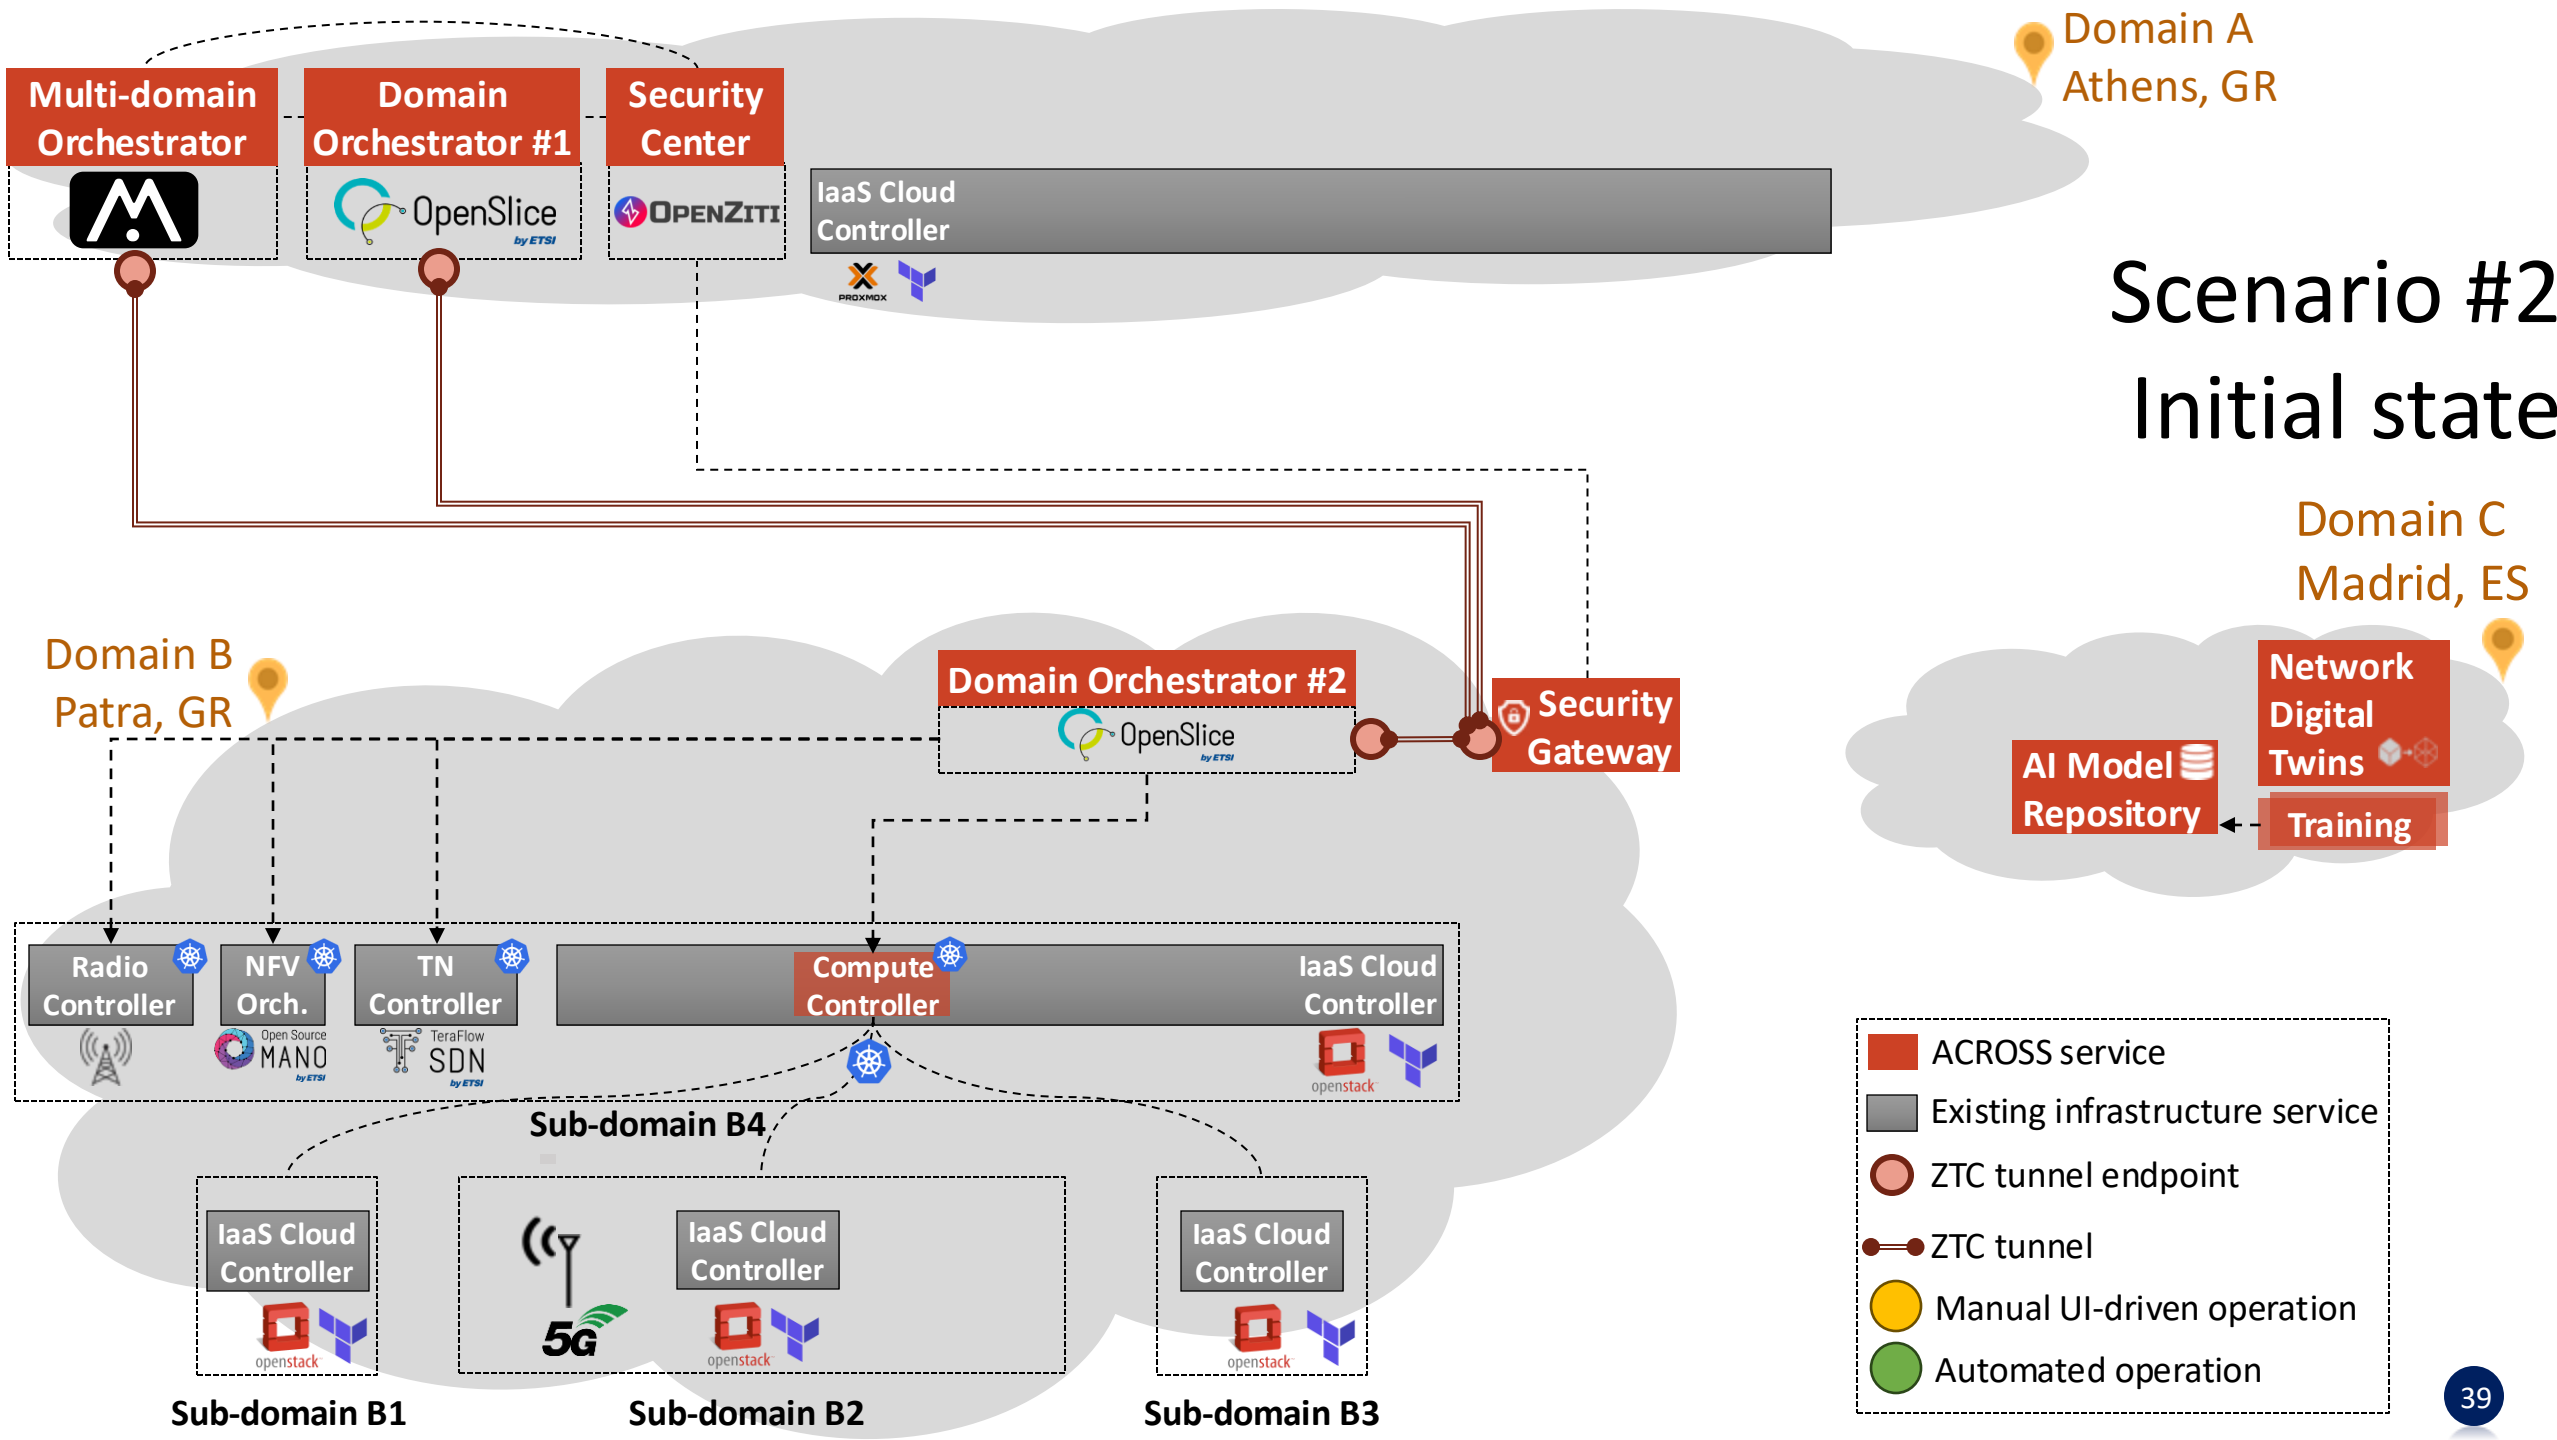 Domain A
Athens, GR
Multi-domain
Orchestrator
Domain
Orchestrator #1
OpenSlice
by ETSI
Security
Center
OPENZITI
IaaS Cloud
Controller
PROXMOX
Scenario #2
Initial state
Domain C
Madrid, ES
Network
Digital
Twins
AI Model
Repository
Training
Domain B
Patra, GR
Domain Orchestrator #2
OpenSlice
by ETSI
Security
Gateway
Radio
Controller
NFV
Orch.
Open Source
MANO
by ETSI
TN
Controller
TeraFlow
SDN
by ETSI
Compute
Controller
IaaS Cloud
Controller
openstack
Sub-domain B4
IaaS Cloud
Controller
openstack
Sub-domain B1
5G
IaaS Cloud
Controller
openstack
Sub-domain B2
IaaS Cloud
Controller
openstack
Sub-domain B3
ACROSS service
Existing infrastructure service
ZTC tunnel endpoint
ZTC tunnel
Manual UI-driven operation
Automated operation
39